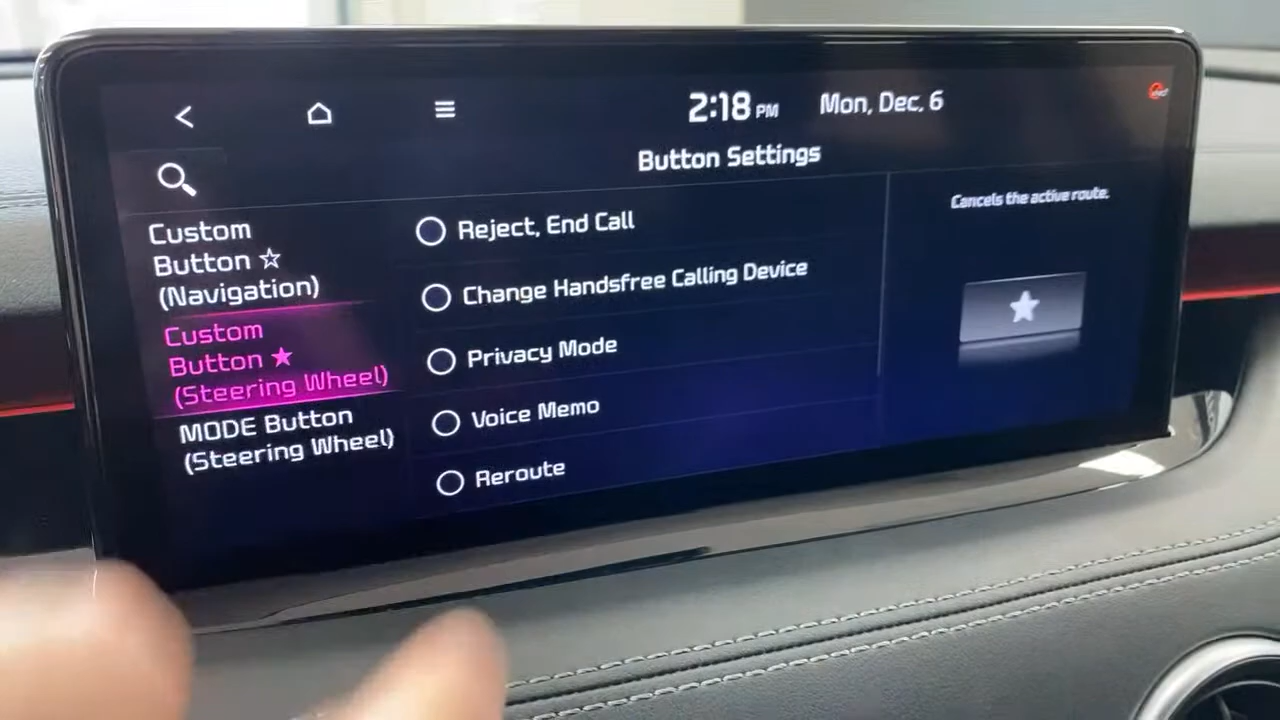 2:18 PM Mon, Dec. 6
Button Settings
Custom
Button ☆
(Navigation)
Custom
Button ★
(Steering Wheel)
MODE Button
(Steering Wheel)
Reject, End Call
Change Handsfree Calling Device
Privacy Mode
Voice Memo
Reroute
Cancels the active route.